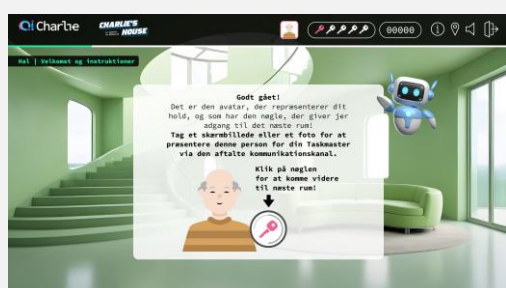 Charlie
CHARLIE'S
HOUSE
00000
Hal | Velkomst og instruktioner
Godt gået!
Det er den avatar, der repræsenterer dit
hold, og som har den nøgle, der giver jer
adgang til det næste rum!
Tag et skærmbillede eller et foto for at
præsentere denne person for din Taskmaster
via den aftalte kommunikationskanal.
Klik på nøglen
for at komme videre
til næste rum!